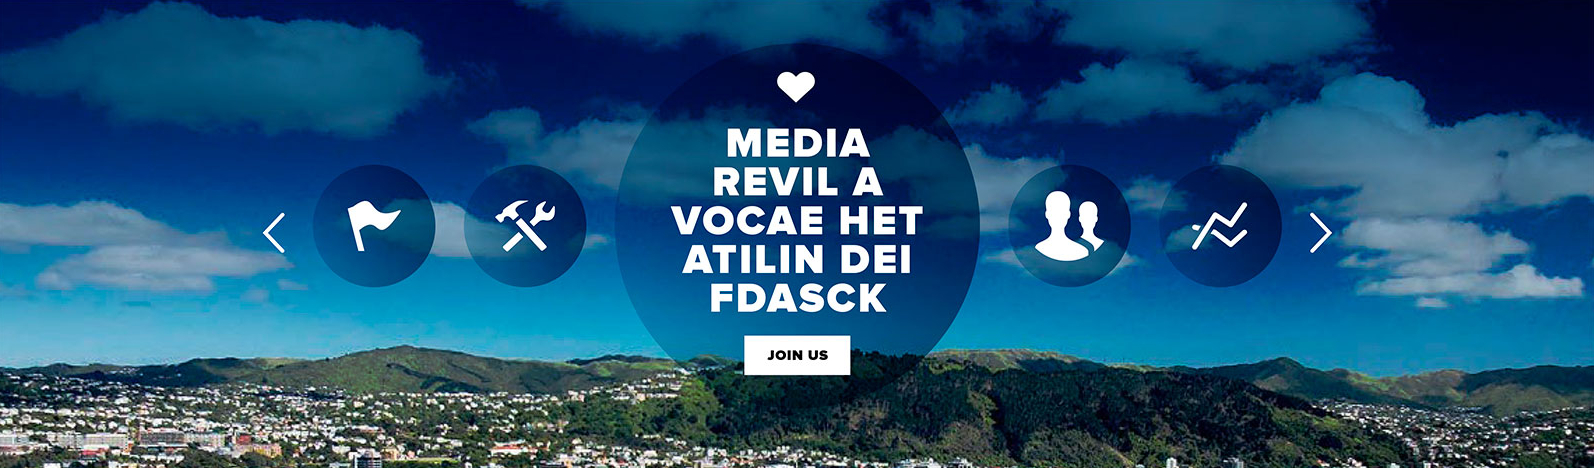 MEDIA
REVIL A
VOCAE HET
ATILIN DEI
FDASCK
JOIN US